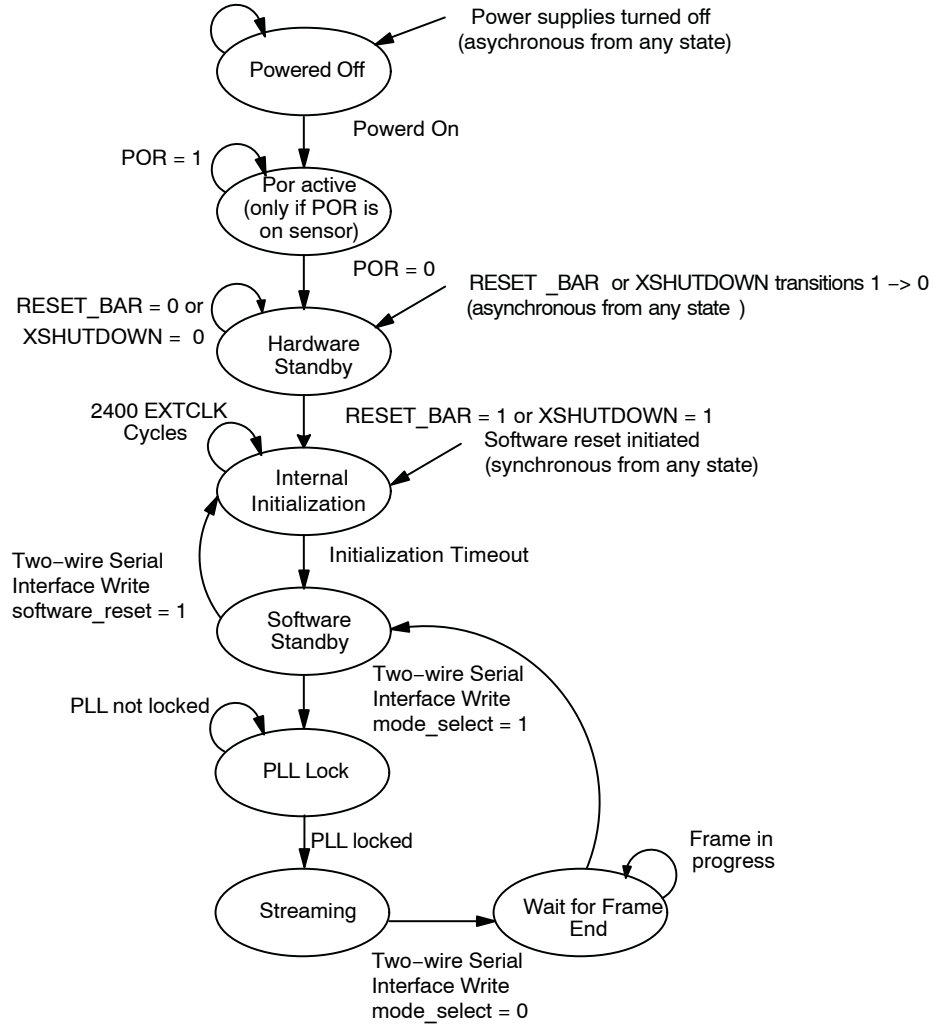 Power supplies turned off
(asychronous from any state)
Powered Off
Powerd On
POR = 1
Por active
(only if POR is
on sensor)
POR = 0
RESET _BAR or XSHUTDOWN transitions 1 −> 0
(asynchronous from any state )
RESET_BAR = 0 or
XSHUTDOWN = 0
Hardware
Standby
2400 EXTCLK
Cycles
RESET_BAR = 1 or XSHUTDOWN = 1
Software reset initiated
(synchronous from any state)
Internal
Initialization
Initialization Timeout
Two−wire Serial
Interface Write
software_reset = 1
Software
Standby
Two−wire Serial
Interface Write
mode_select = 1
PLL not locked
PLL Lock
PLL locked
Frame in
progress
Streaming
Wait for Frame
End
Two−wire Serial
Interface Write
mode_select = 0